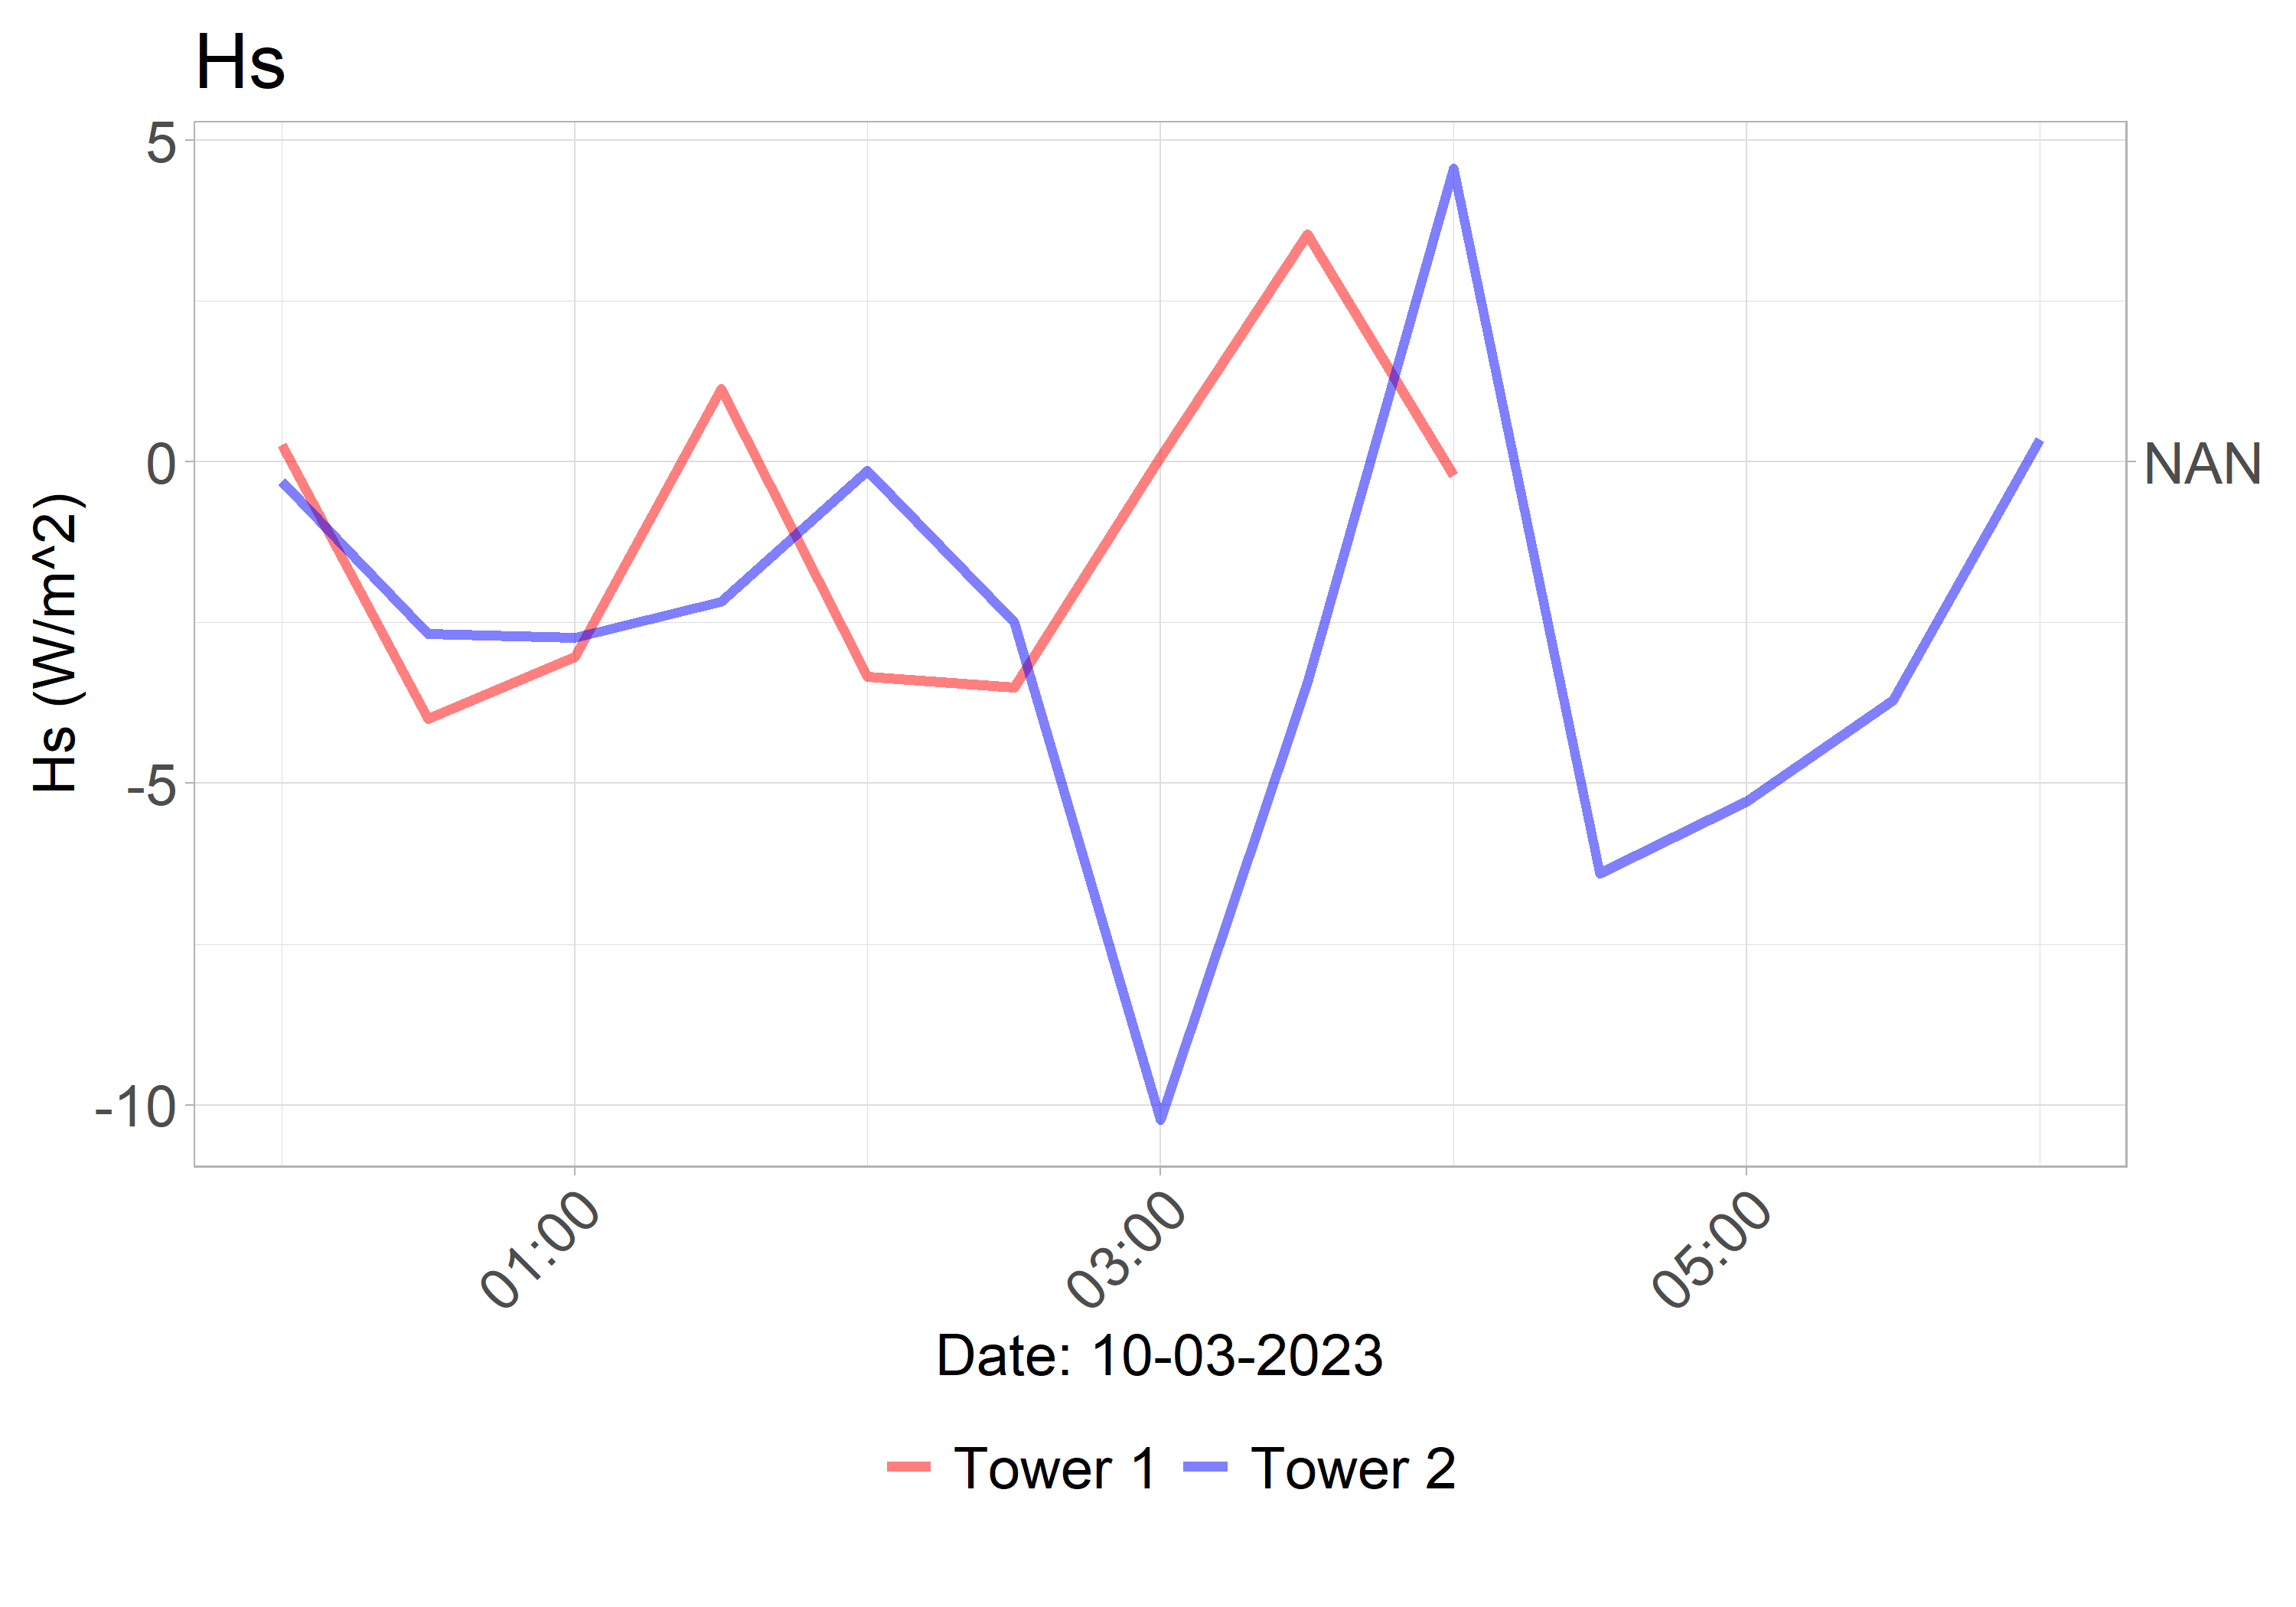 Hs
5
0
-5
-10
Hs (W/m^2)
NAN
01:00
03:00
05:00
Date: 10-03-2023
Tower 1
Tower 2